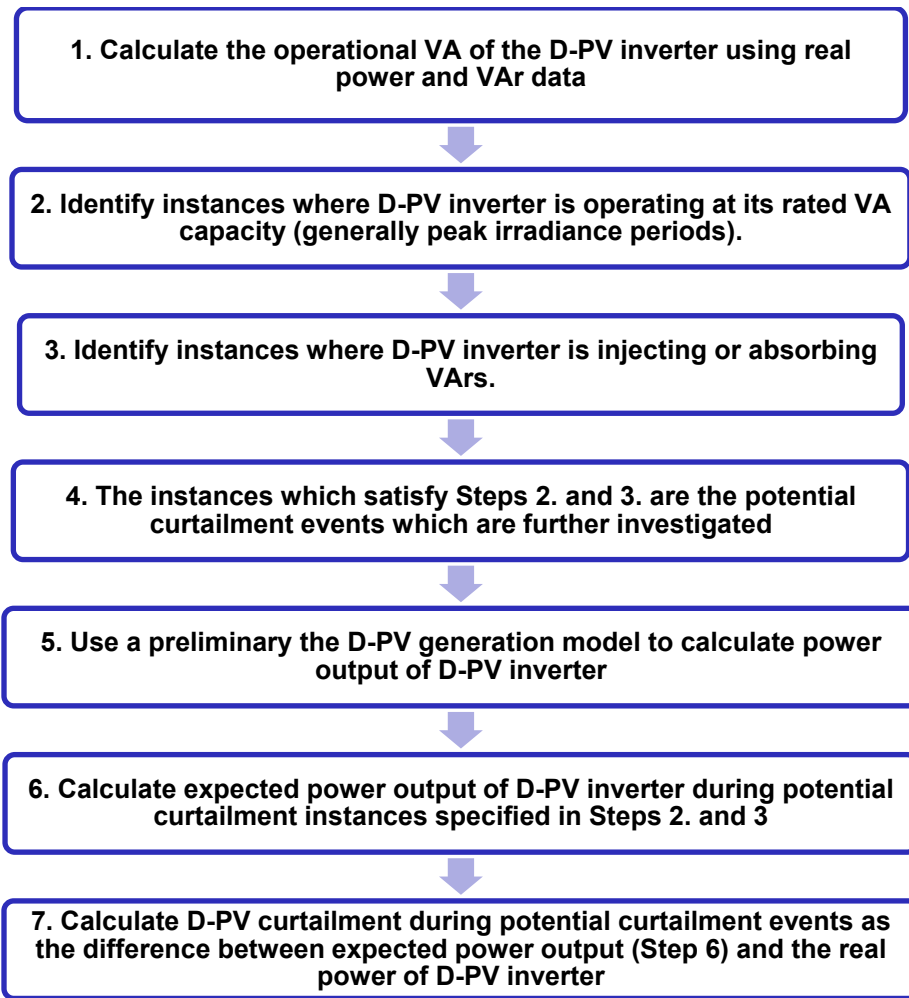 1. Calculate the operational VA of the D-PV inverter using real
power and VAr data
2. Identify instances where D-PV inverter is operating at its rated VA
capacity (generally peak irradiance periods).
3. Identify instances where D-PV inverter is injecting or absorbing
VArs.
4. The instances which satisfy Steps 2. and 3. are the potential
curtailment events which are further investigated
5. Use a preliminary the D-PV generation model to calculate power
output of D-PV inverter
6. Calculate expected power output of D-PV inverter during potential
curtailment instances specified in Steps 2. and 3
7. Calculate D-PV curtailment during potential curtailment events as
the difference between expected power output (Step 6) and the real
power of D-PV inverter